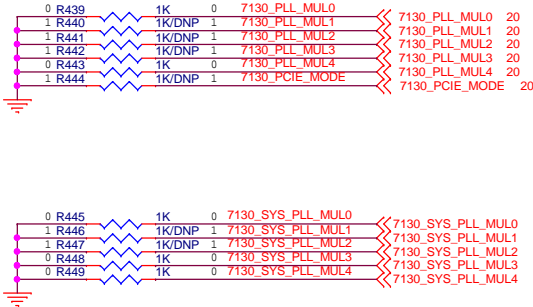 0 R439 1K 0 7130_PLL_MUL0 7130_PLL_MUL0 20
1 R440 1K/DNP 1 7130_PLL_MUL1 7130_PLL_MUL1 20
1 R441 1K/DNP 1 7130_PLL_MUL2 7130_PLL_MUL2 20
1 R442 1K/DNP 1 7130_PLL_MUL3 7130_PLL_MUL3 20
0 R443 1K 0 7130_PLL_MUL4 7130_PLL_MUL4 20
1 R444 1K/DNP 1 7130_PCIE_MODE 7130_PCIE_MODE 20
0 R445 1K 0 7130_SYS_PLL_MUL0 7130_SYS_PLL_MUL0
1 R446 1K/DNP 1 7130_SYS_PLL_MUL1 7130_SYS_PLL_MUL1
1 R447 1K/DNP 1 7130_SYS_PLL_MUL2 7130_SYS_PLL_MUL2
0 R448 1K 0 7130_SYS_PLL_MUL3 7130_SYS_PLL_MUL3
0 R449 1K 0 7130_SYS_PLL_MUL4 7130_SYS_PLL_MUL4